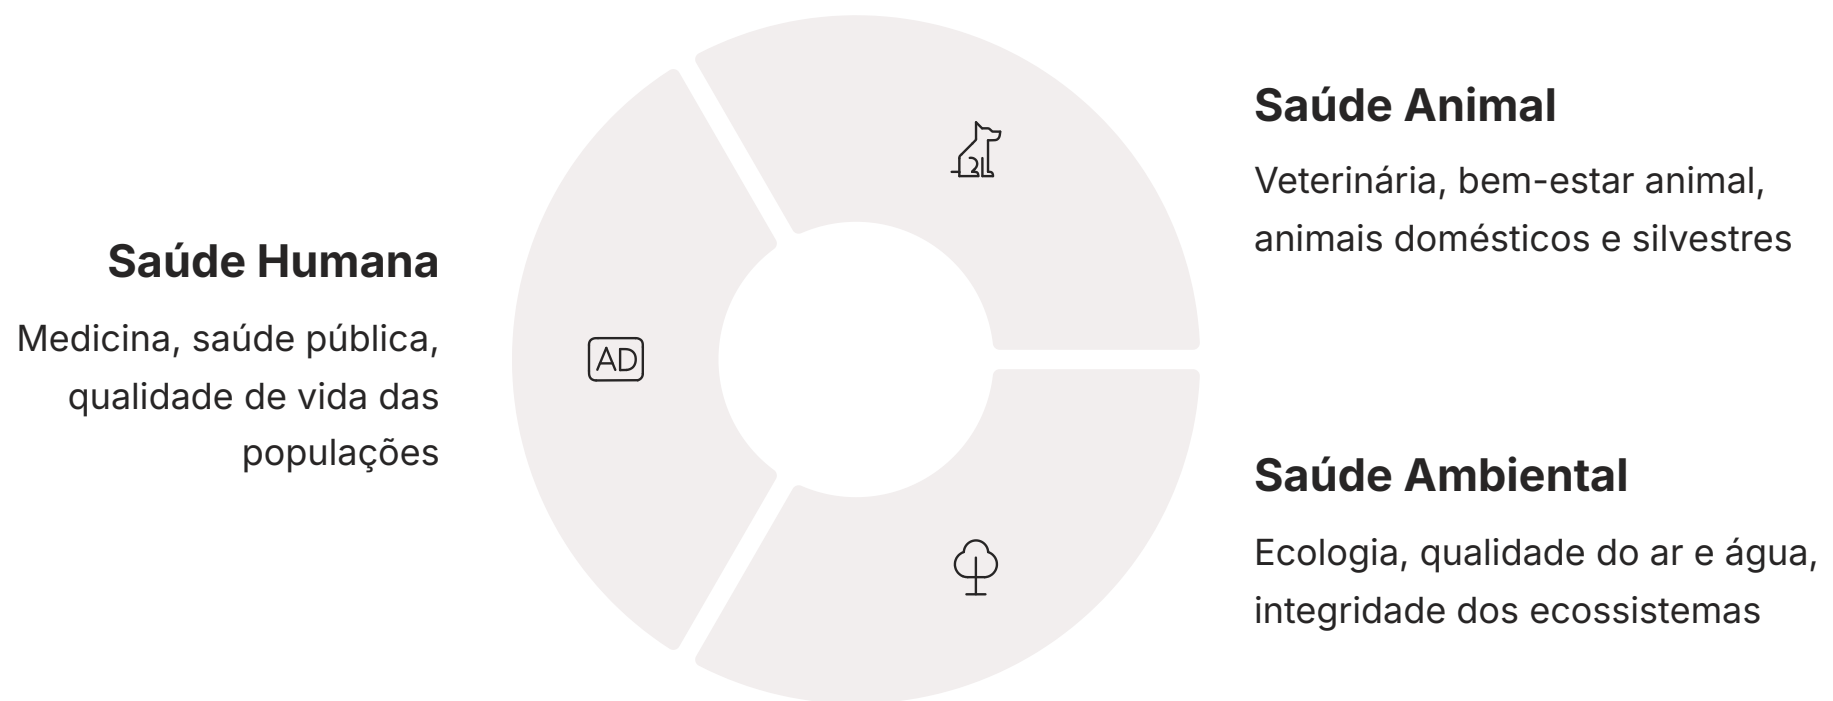 Saúde Animal
Veterinária, bem-estar animal,
animais domésticos e silvestres
Saúde Humana
Medicina, saúde pública,
qualidade de vida das
populações
AD
Saúde Ambiental
Ecologia, qualidade do ar e água,
integridade dos ecossistemas